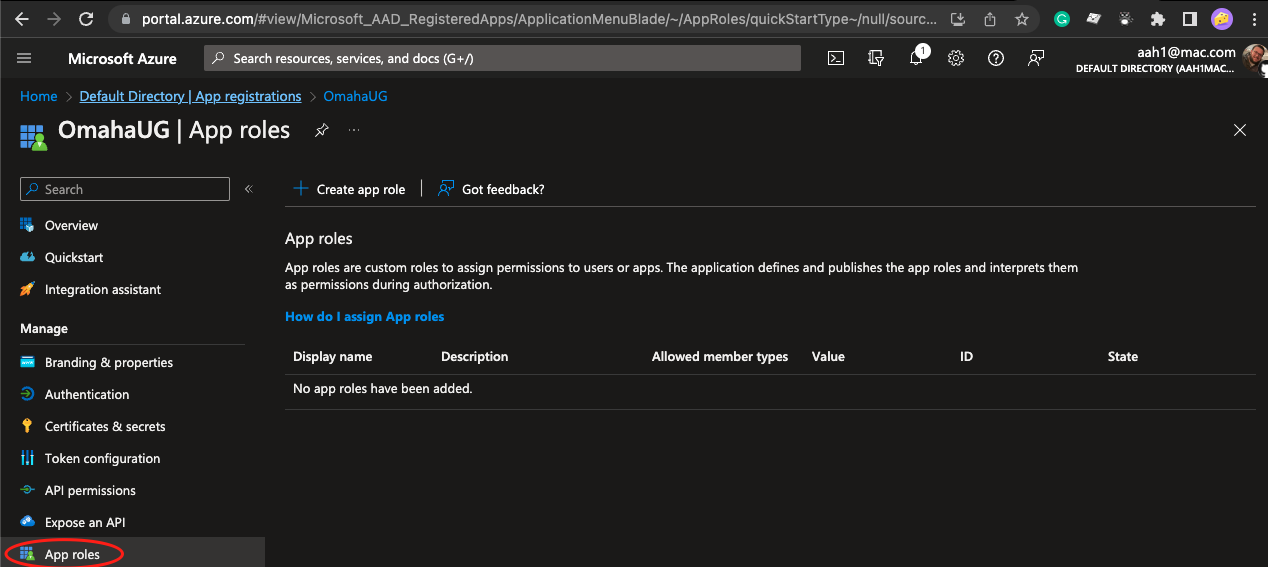 portal.azure.com/#view/Microsoft_AAD_RegisteredApps/ApplicationMenuBlade/~/AppRoles/quickStartType~/null/sourc...
Microsoft Azure
Search resources, services, and docs (G+/)
1
aah1@mac.com
DEFAULT DIRECTORY (AAH1MAC...
Home > Default Directory | App registrations > OmahaUG
OmahaUG | App roles
...
Search
«
Create app role
Got feedback?
Overview
Quickstart
Integration assistant
Manage
Branding & properties
Authentication
Certificates & secrets
Token configuration
API permissions
Expose an API
App roles
App roles
App roles are custom roles to assign permissions to users or apps. The application defines and publishes the app roles and interprets them
as permissions during authorization.
How do I assign App roles
Display name Description Allowed member types Value ID State
No app roles have been added.